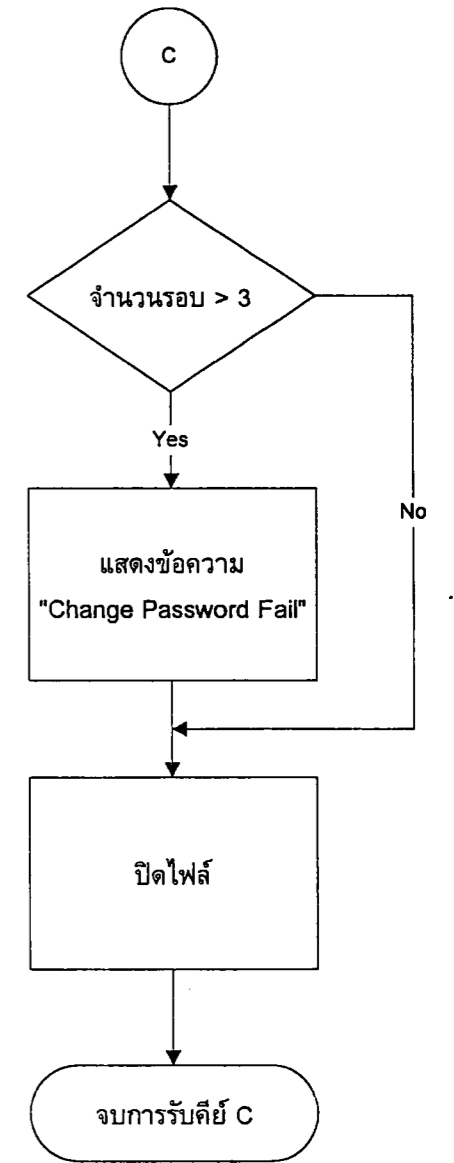 C
จำนวนรอบ > 3
Yes
No
แสดงข้อความ
"Change Password Fail"
ปิดไฟล์
จบการรับคีย์ C